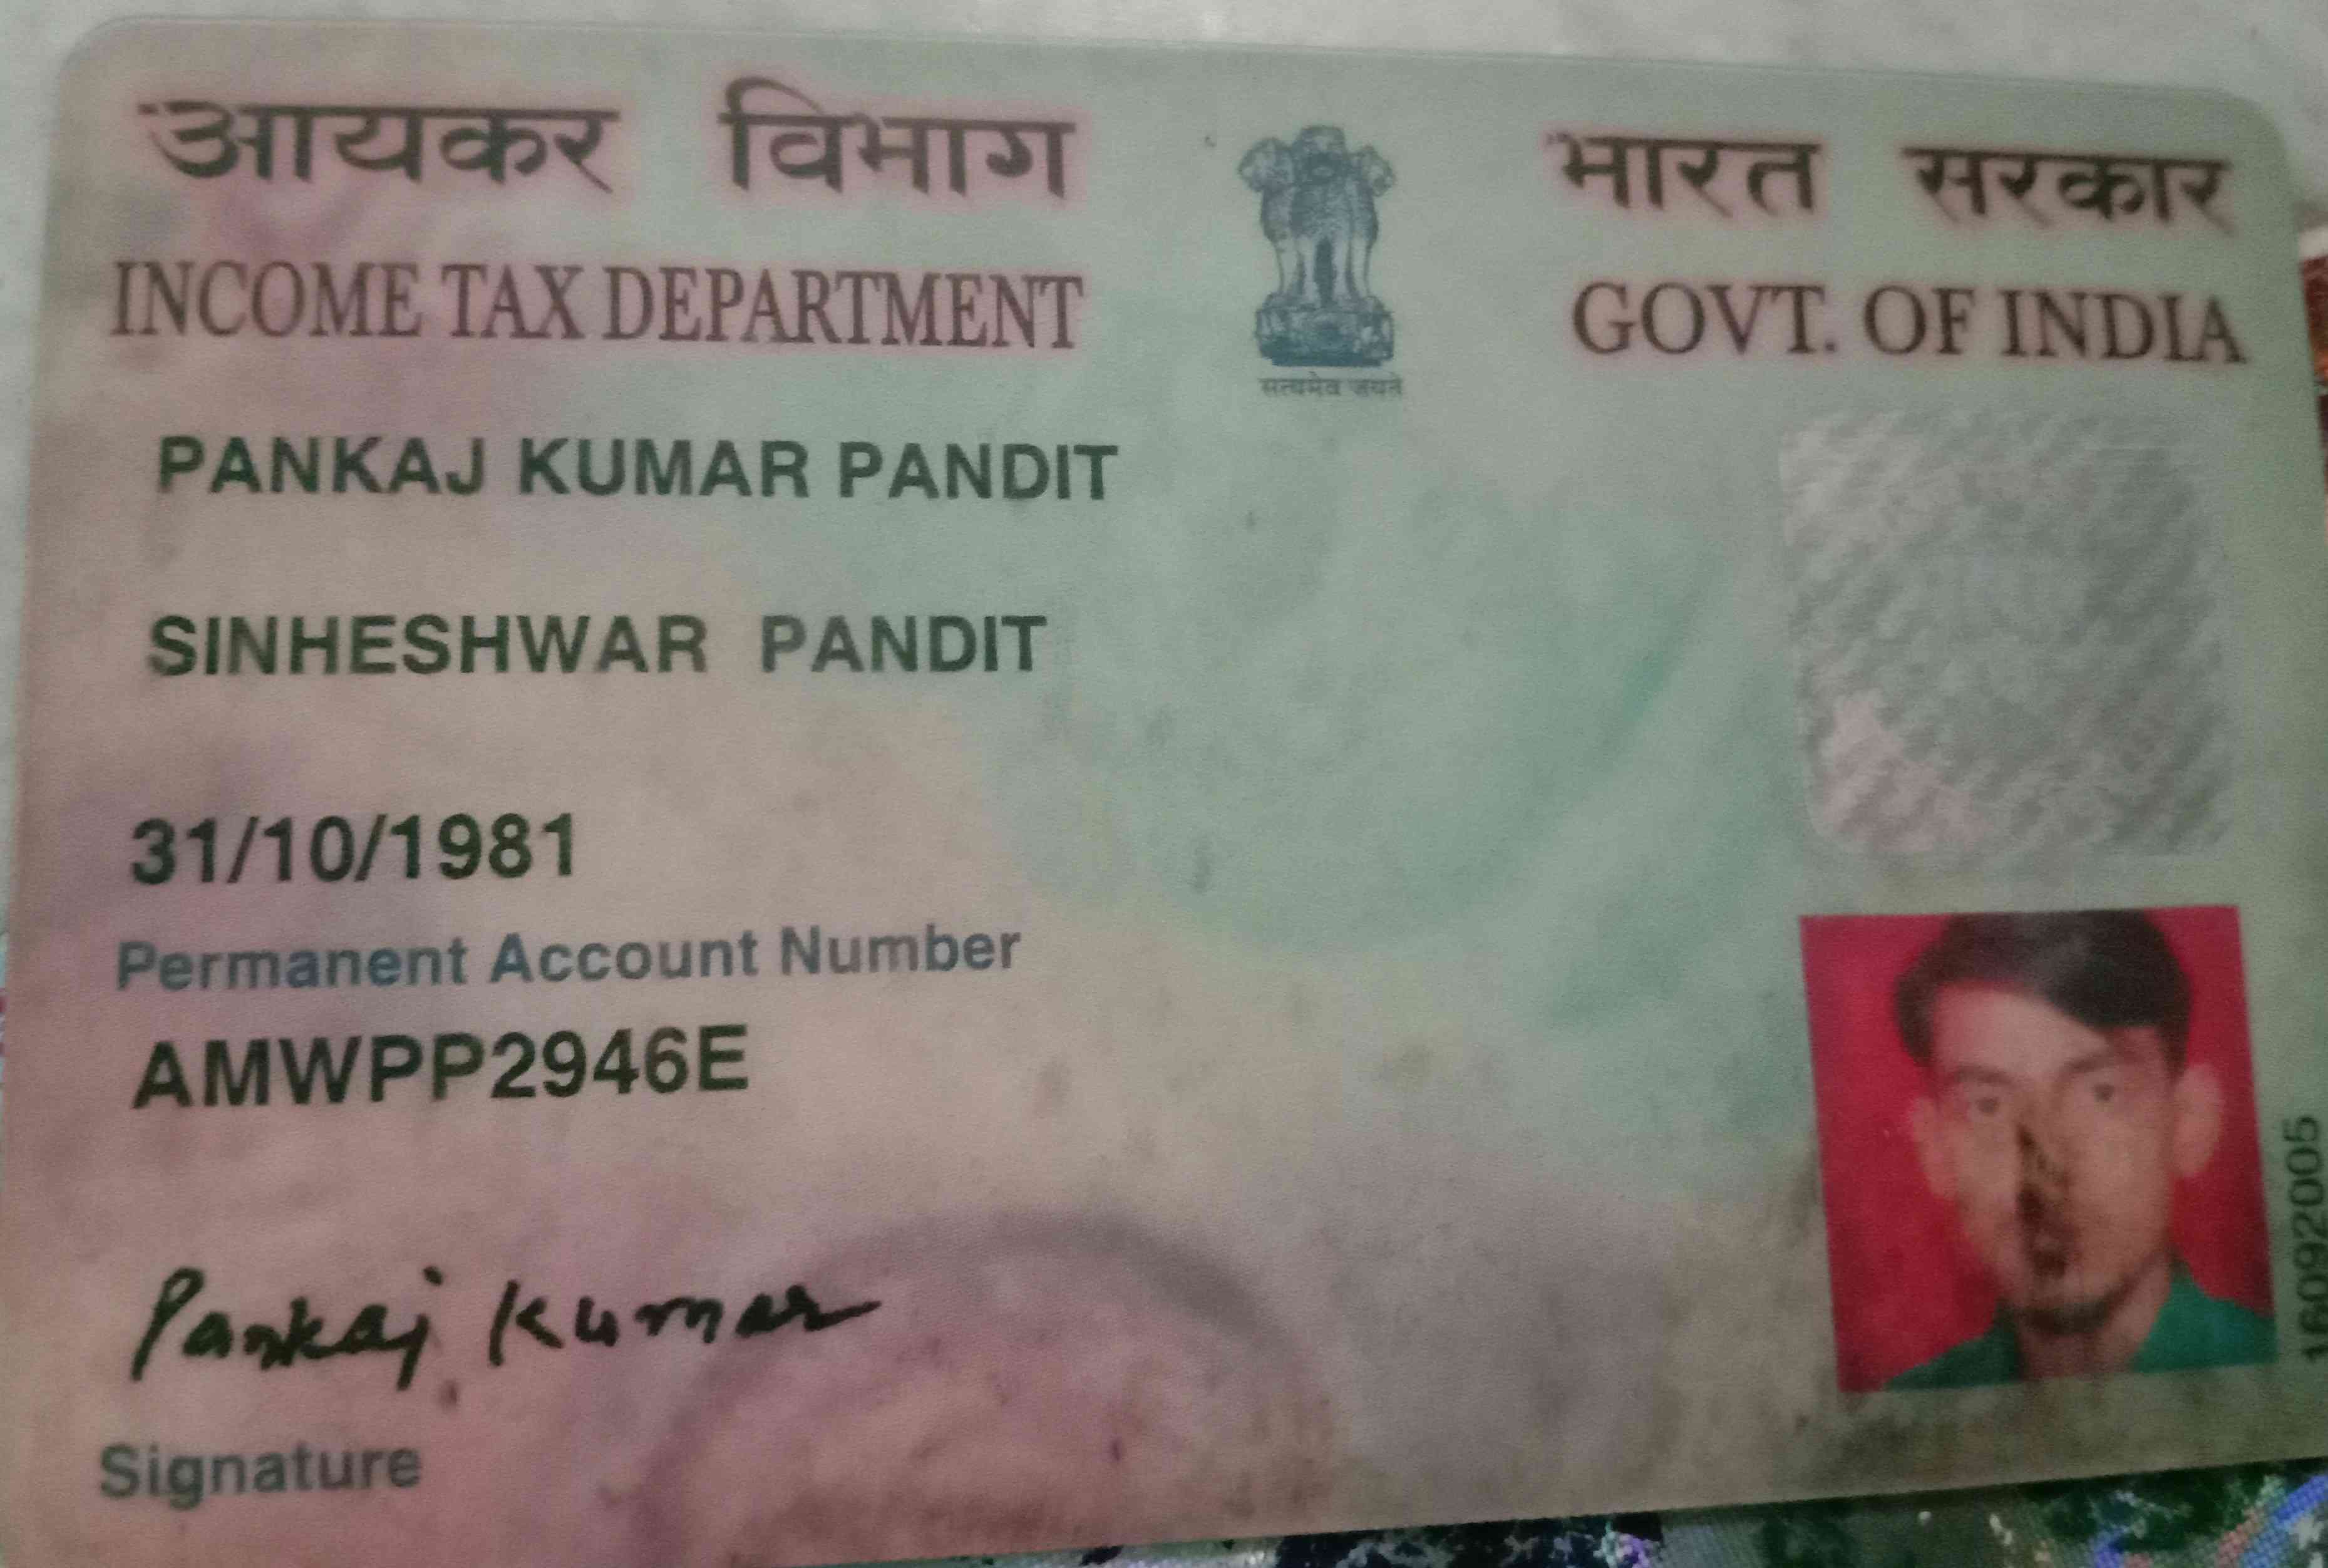 आयकर विभाग
INCOME TAX DEPARTMENT
सत्यमेव जयते
भारत सरकार
GOVT. OF INDIA
PANKAJ KUMAR PANDIT
SINHESHWAR PANDIT
31/10/1981
Permanent Account Number
AMWPP2946E
Pankaj Kumar
Signature
16092005